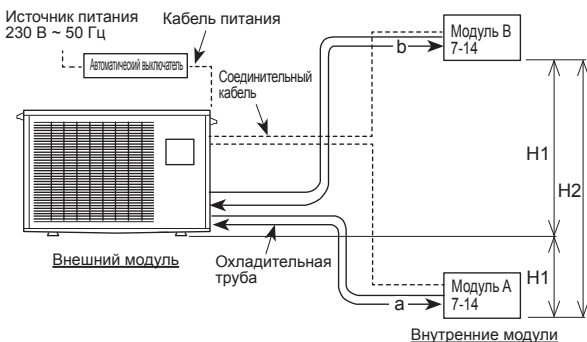 Источник питания
230 В ~ 50 Гц
Кабель питания
Автоматический выключатель
Соединительный
кабель
b
Модуль B
7-14
H1
H2
Внешний модуль
Охладительная
труба
a
Модуль A
7-14
H1
Внутренние модули